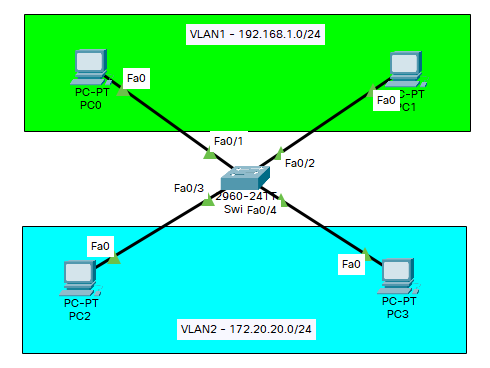 VLAN1 - 192.168.1.0/24
Fa0
PC-PT
PC0
Fa0
PC-PT
PC1
Fa0/1
Fa0/2
Fa0/3
2960-24TT
Swi
Fa0/4
Fa0
PC-PT
PC2
Fa0
PC-PT
PC3
VLAN2 - 172.20.20.0/24